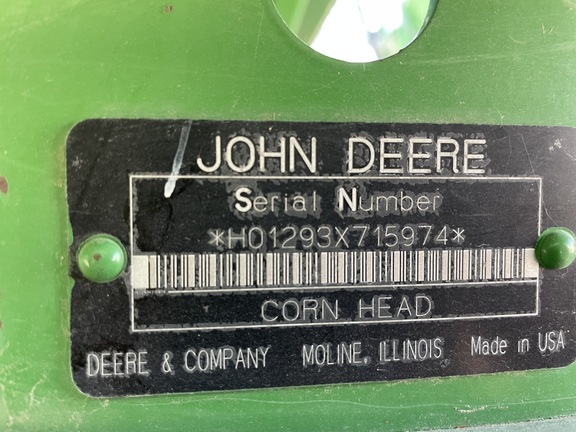 JOHN DEERE
Serial Number
*H01293X715974*
CORN HEAD
DEERE & COMPANY MOLINE, ILLINOIS Made in USA